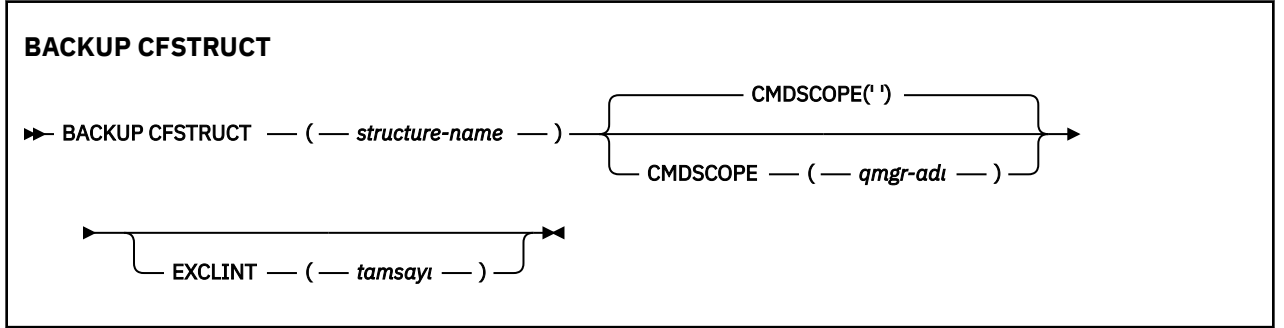 BACKUP CFSTRUCT
CMDSCOPE(' ')
BACKUP CFSTRUCT ( structure-name )
CMDSCOPE ( qmgr-adı )
EXCLINT ( tamsayı )